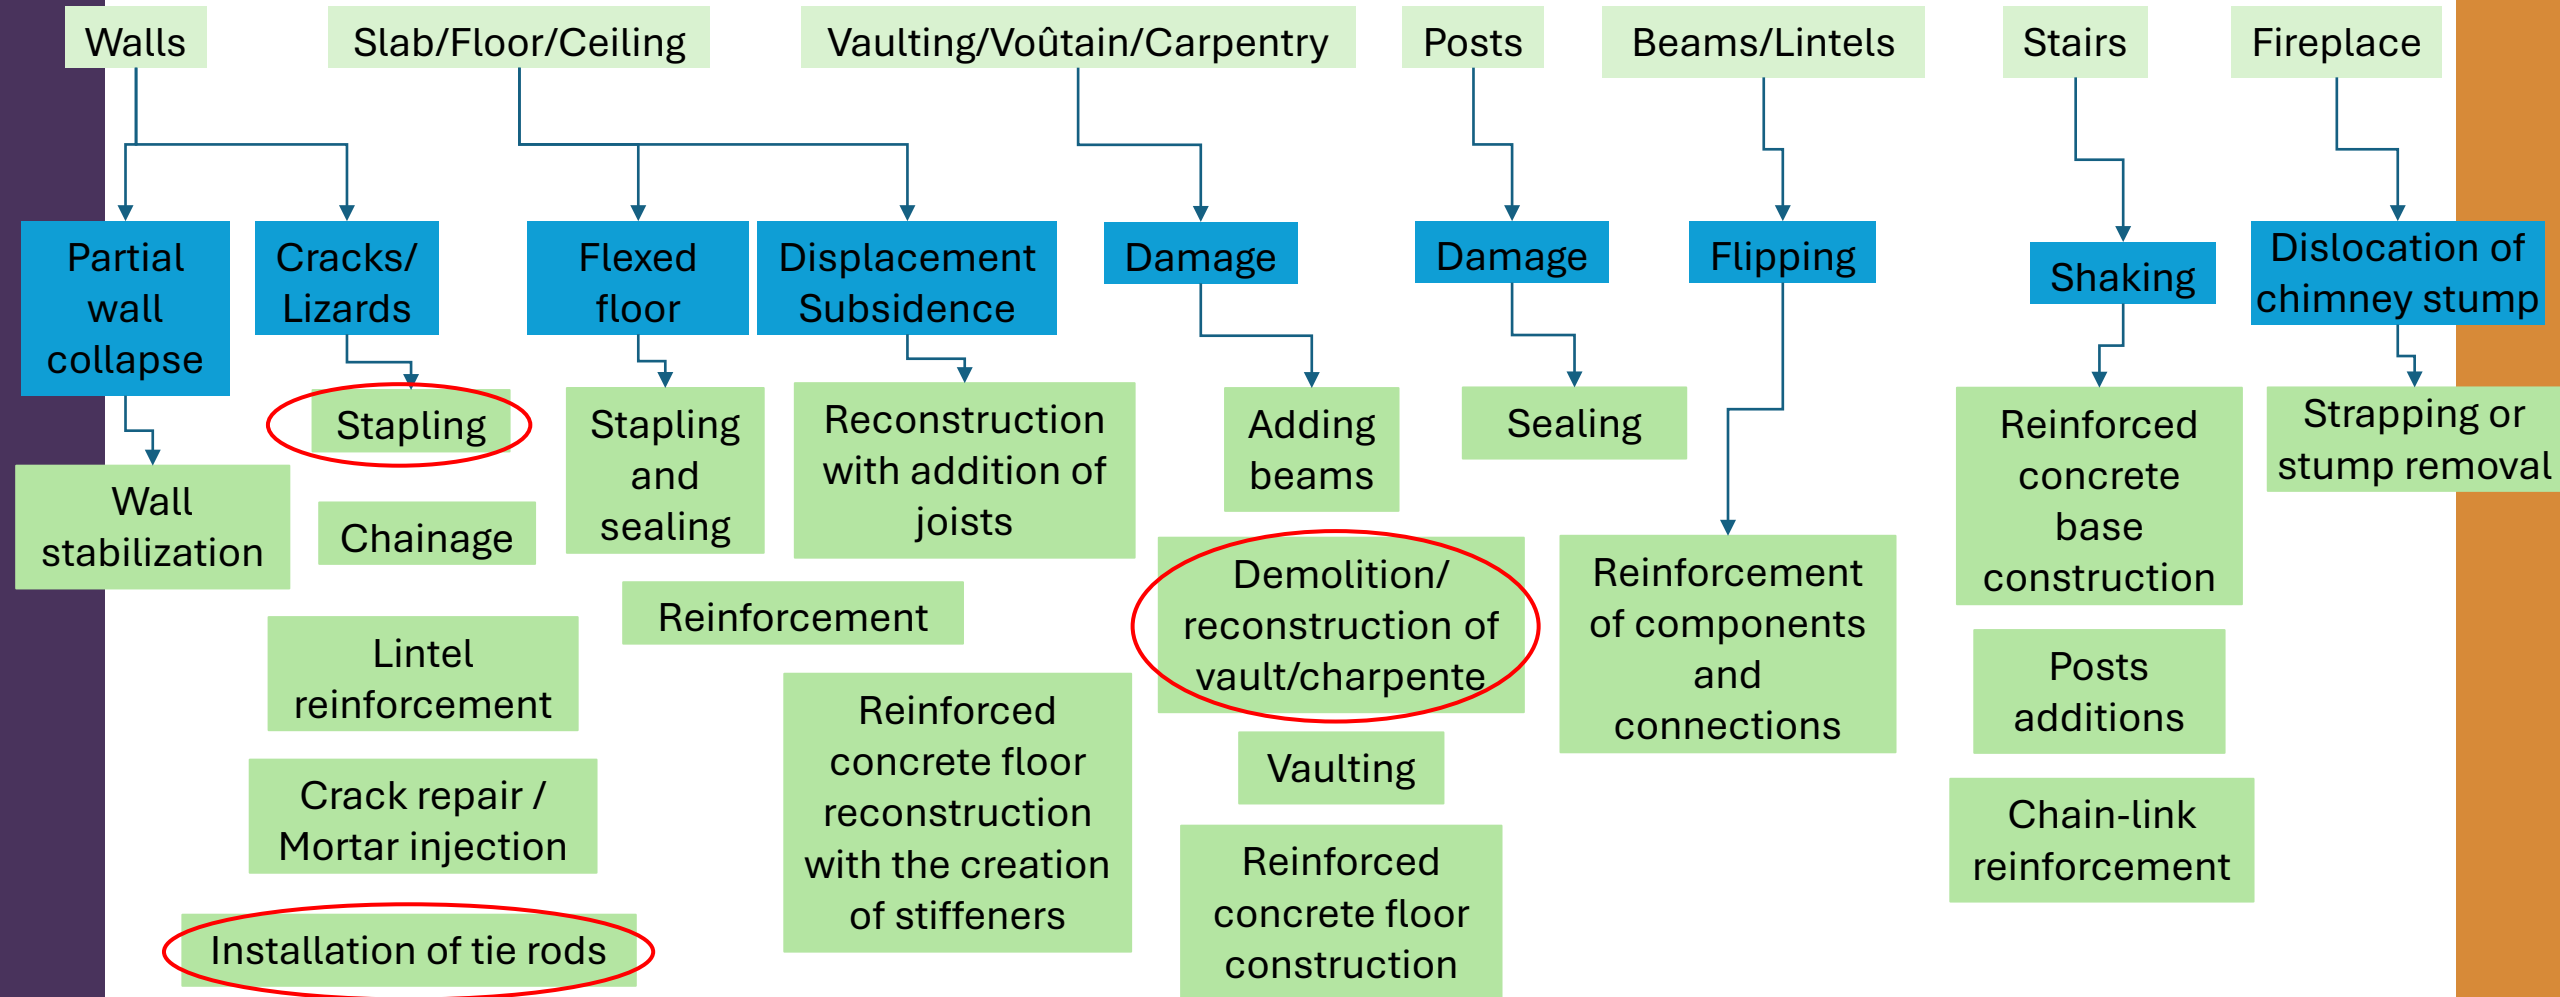 Walls
Slab/Floor/Ceiling
Vaulting/Voûtain/Carpentry
Posts
Beams/Lintels
Stairs
Fireplace
Partial
wall
collapse
Cracks/
Lizards
Flexed
floor
Displacement
Subsidence
Damage
Damage
Flipping
Shaking
Dislocation of
chimney stump
Wall
stabilization
Stapling
Chainage
Lintel
reinforcement
Crack repair /
Mortar injection
Installation of tie rods
Stapling
and
sealing
Reinforcement
Reconstruction
with addition of
joists
Reinforced
concrete floor
reconstruction
with the creation
of stiffeners
Adding
beams
Demolition/
reconstruction of
vault/charpente
Vaulting
Reinforced
concrete floor
construction
Sealing
Reinforcement
of components
and
connections
Reinforced
concrete
base
construction
Posts
additions
Chain-link
reinforcement
Strapping or
stump removal